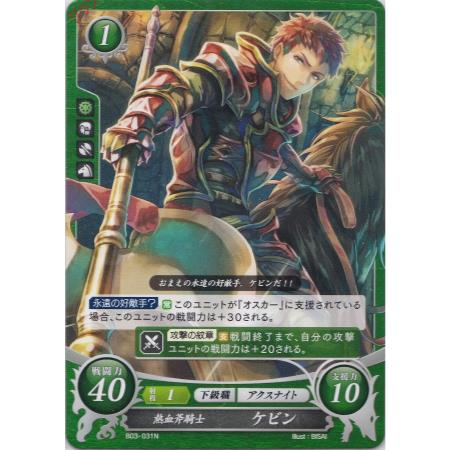 1
おまえの永遠の好敵手、ケビンだ!!
永遠の好敵手? 常 このユニットが『オスカー』に支援されている
場合、このユニットの戦闘力は+30される。
攻撃の紋章 支 戦闘終了まで、自分の攻撃
ユニットの戦闘力は+20される。
戦闘力
40
射程 1 下級職 アクスナイト
支援力
10
熱血斧騎士 ケビン
B03-031N
Illust : BISAI